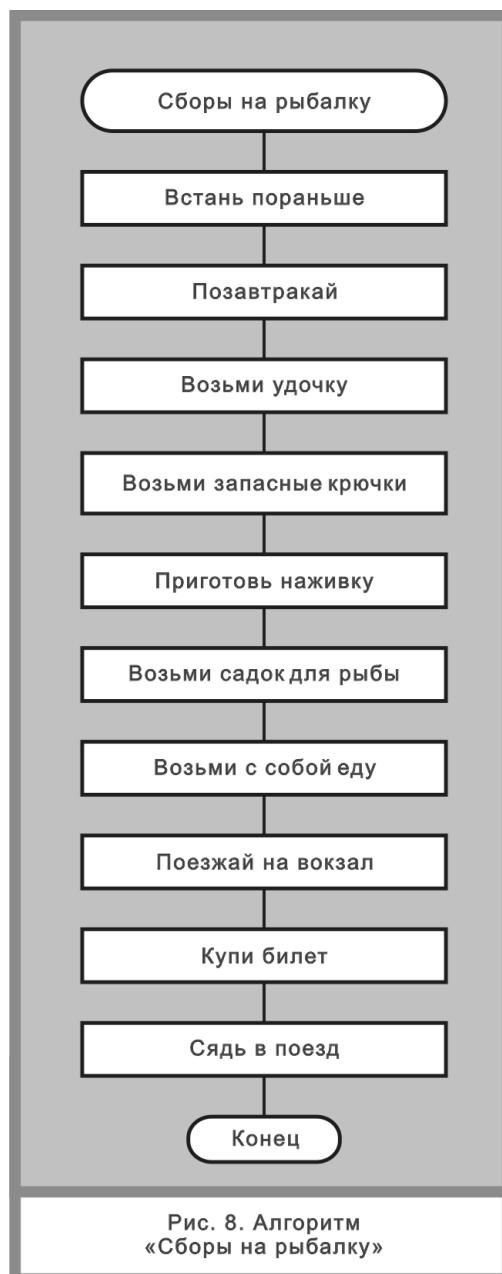 Сборы на рыбалку
Встань пораньше
Позавтракай
Возьми удочку
Возьми запасные крючки
Приготовь наживку
Возьми садок для рыбы
Возьми с собой еду
Поезжай на вокзал
Купи билет
Сядь в поезд
Конец
Рис. 8. Алгоритм
«Сборы на рыбалку»